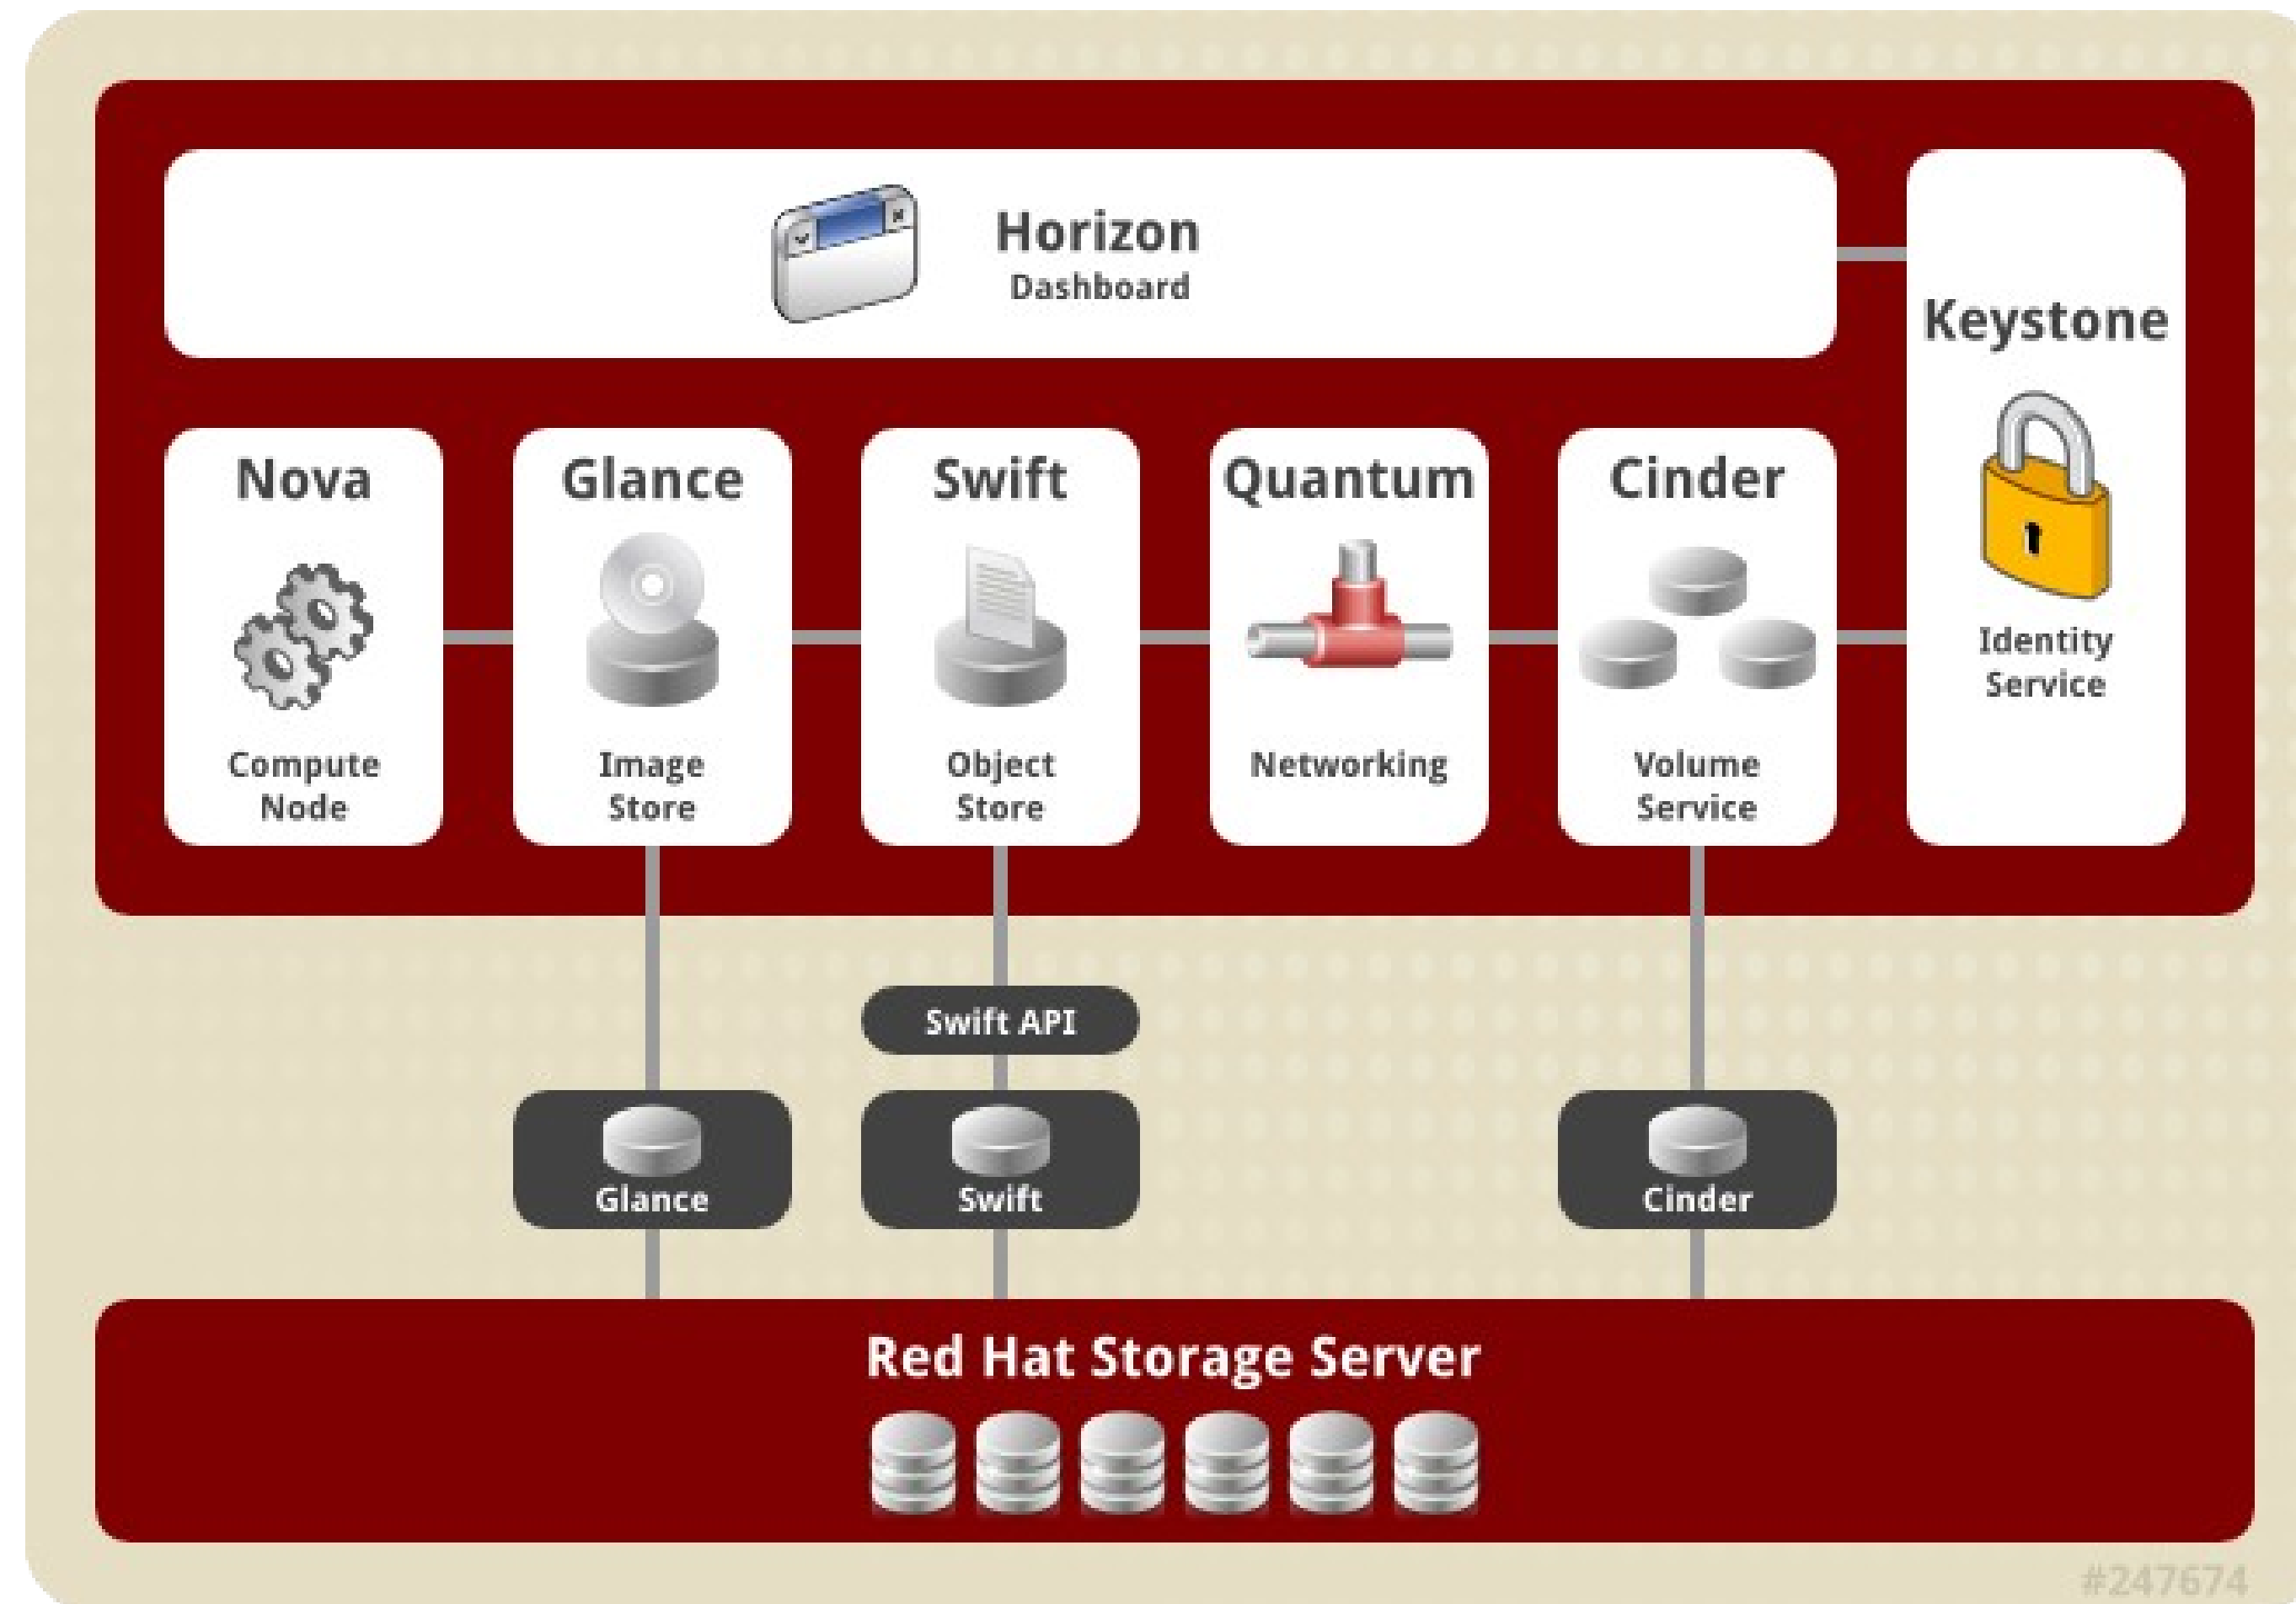 Horizon
Dashboard
Keystone
Identity
Service
Nova
Compute
Node
Glance
Image
Store
Swift
Object
Store
Quantum
Networking
Cinder
Volume
Service
Swift API
Glance
Swift
Cinder
Red Hat Storage Server
#247674